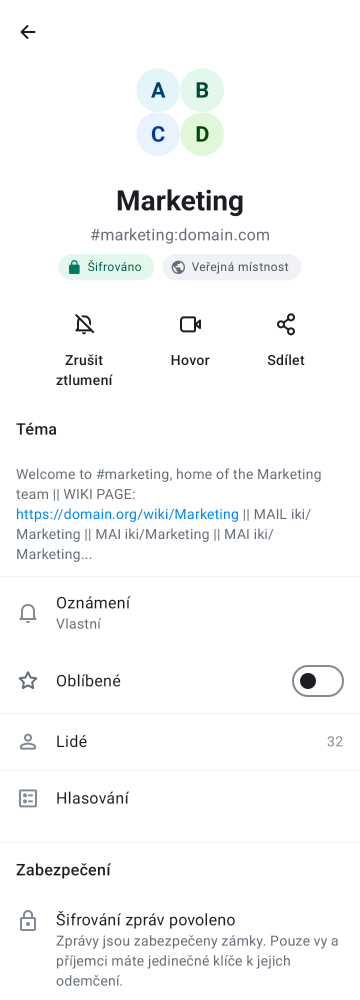 A B
C D
Marketing
#marketing:domain.com
Šifrováno Veřejná místnost
Zrušit ztlumení Hovor Sdílet
Téma
Welcome to #marketing, home of the Marketing
team || WIKI PAGE:
https://domain.org/wiki/Marketing || MAIL iki/
Marketing || MAI iki/Marketing || MAI iki/
Marketing...
Oznámení
Vlastní
Oblíbené
Lidé 32
Hlasování
Zabezpečení
Šifrování zpráv povoleno
Zprávy jsou zabezpečeny zámky. Pouze vy a
příjemci máte jedinečné klíče k jejich
odemčení.